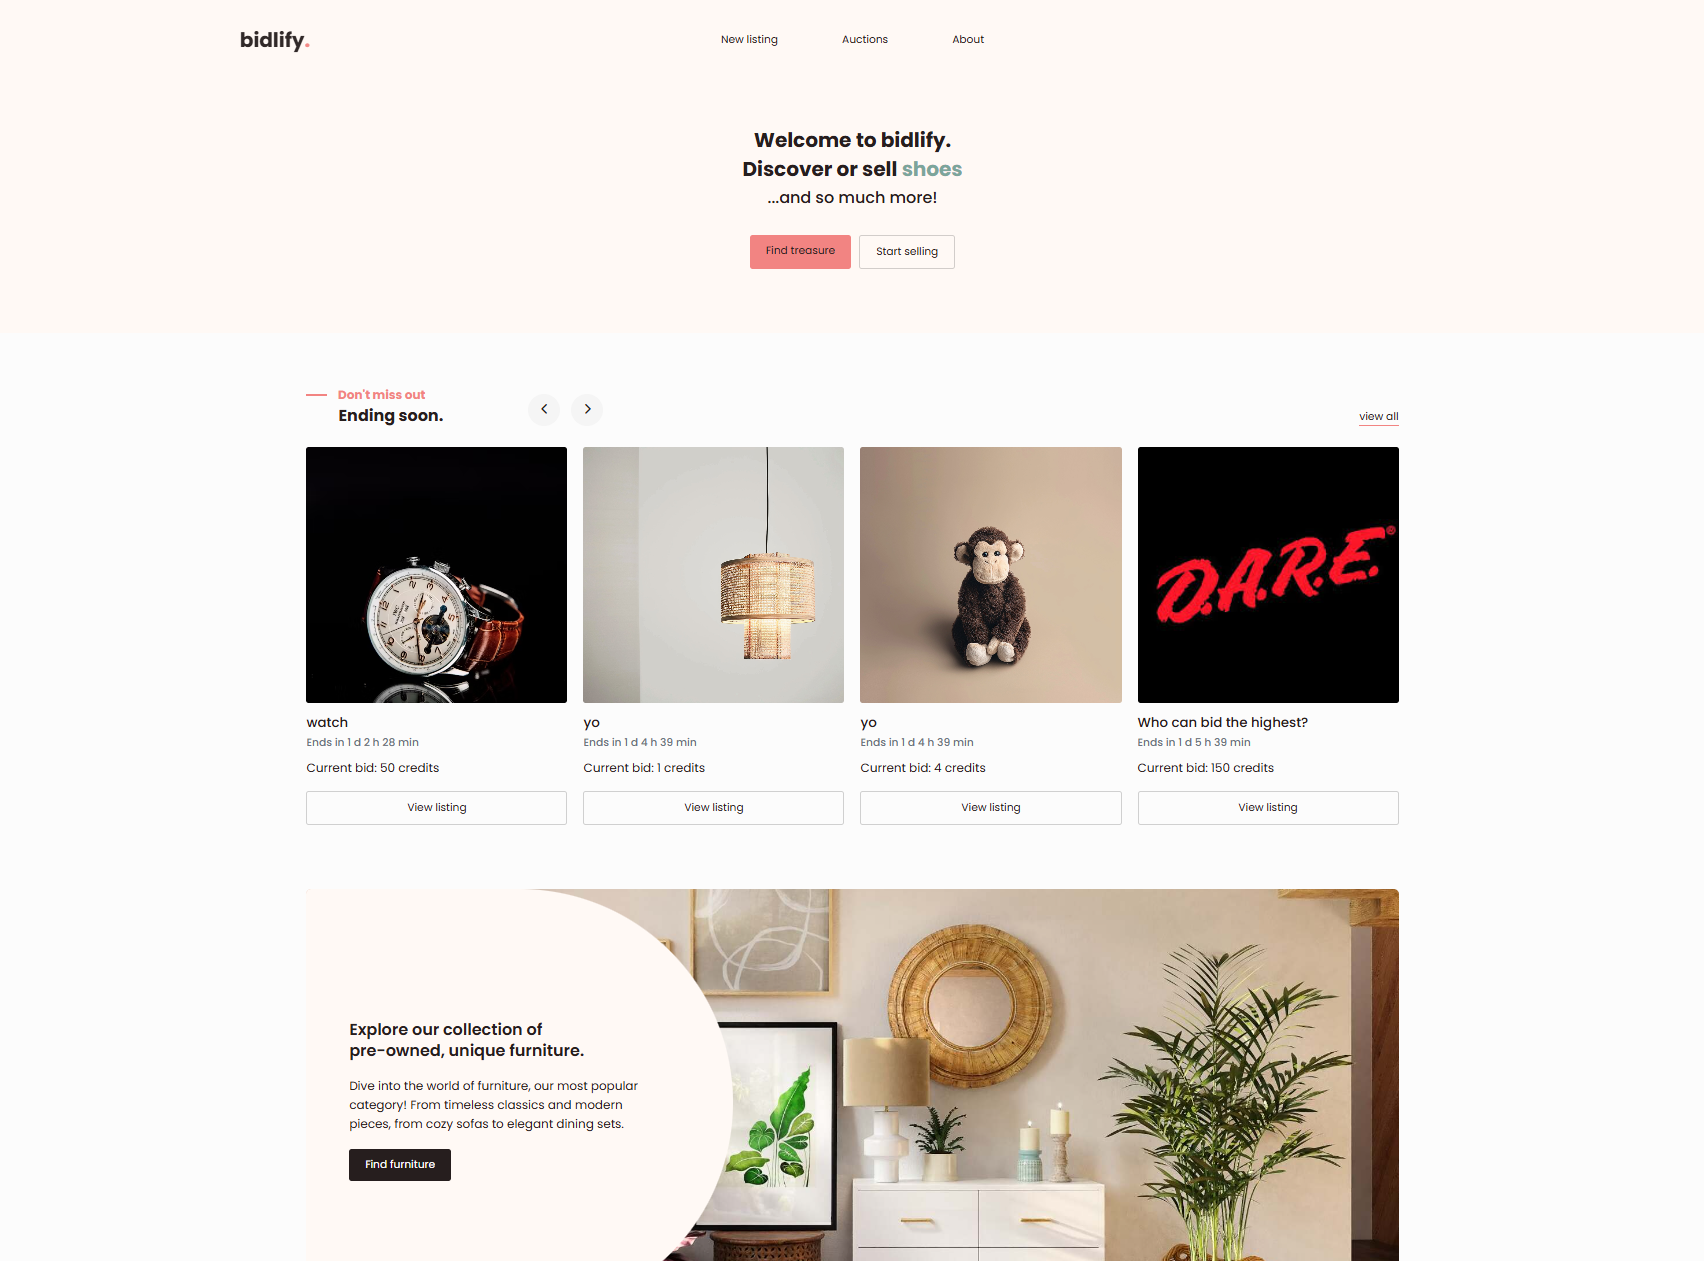 bidlify.
New listing
Auctions
About
Welcome to bidlify.
Discover or sell shoes
...and so much more!
Find treasure
Start selling
Don't miss out
Ending soon.
view all
D.A.R.E.®
watch
Ends in 1 d 2 h 28 min
Current bid: 50 credits
View listing
yo
Ends in 1 d 4 h 39 min
Current bid: 1 credits
View listing
yo
Ends in 1 d 4 h 39 min
Current bid: 4 credits
View listing
Who can bid the highest?
Ends in 1 d 5 h 39 min
Current bid: 150 credits
View listing
Explore our collection of
pre-owned, unique furniture.
Dive into the world of furniture, our most popular
category! From timeless classics and modern
pieces, from cozy sofas to elegant dining sets.
Find furniture